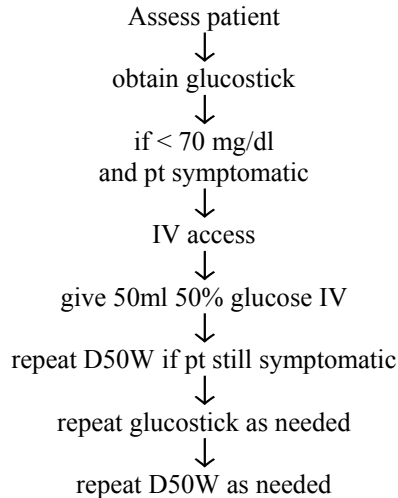 Assess patient
obtain glucostick
if < 70 mg/dl
and pt symptomatic
IV access
give 50ml 50% glucose IV
repeat D50W if pt still symptomatic
repeat glucostick as needed
repeat D50W as needed